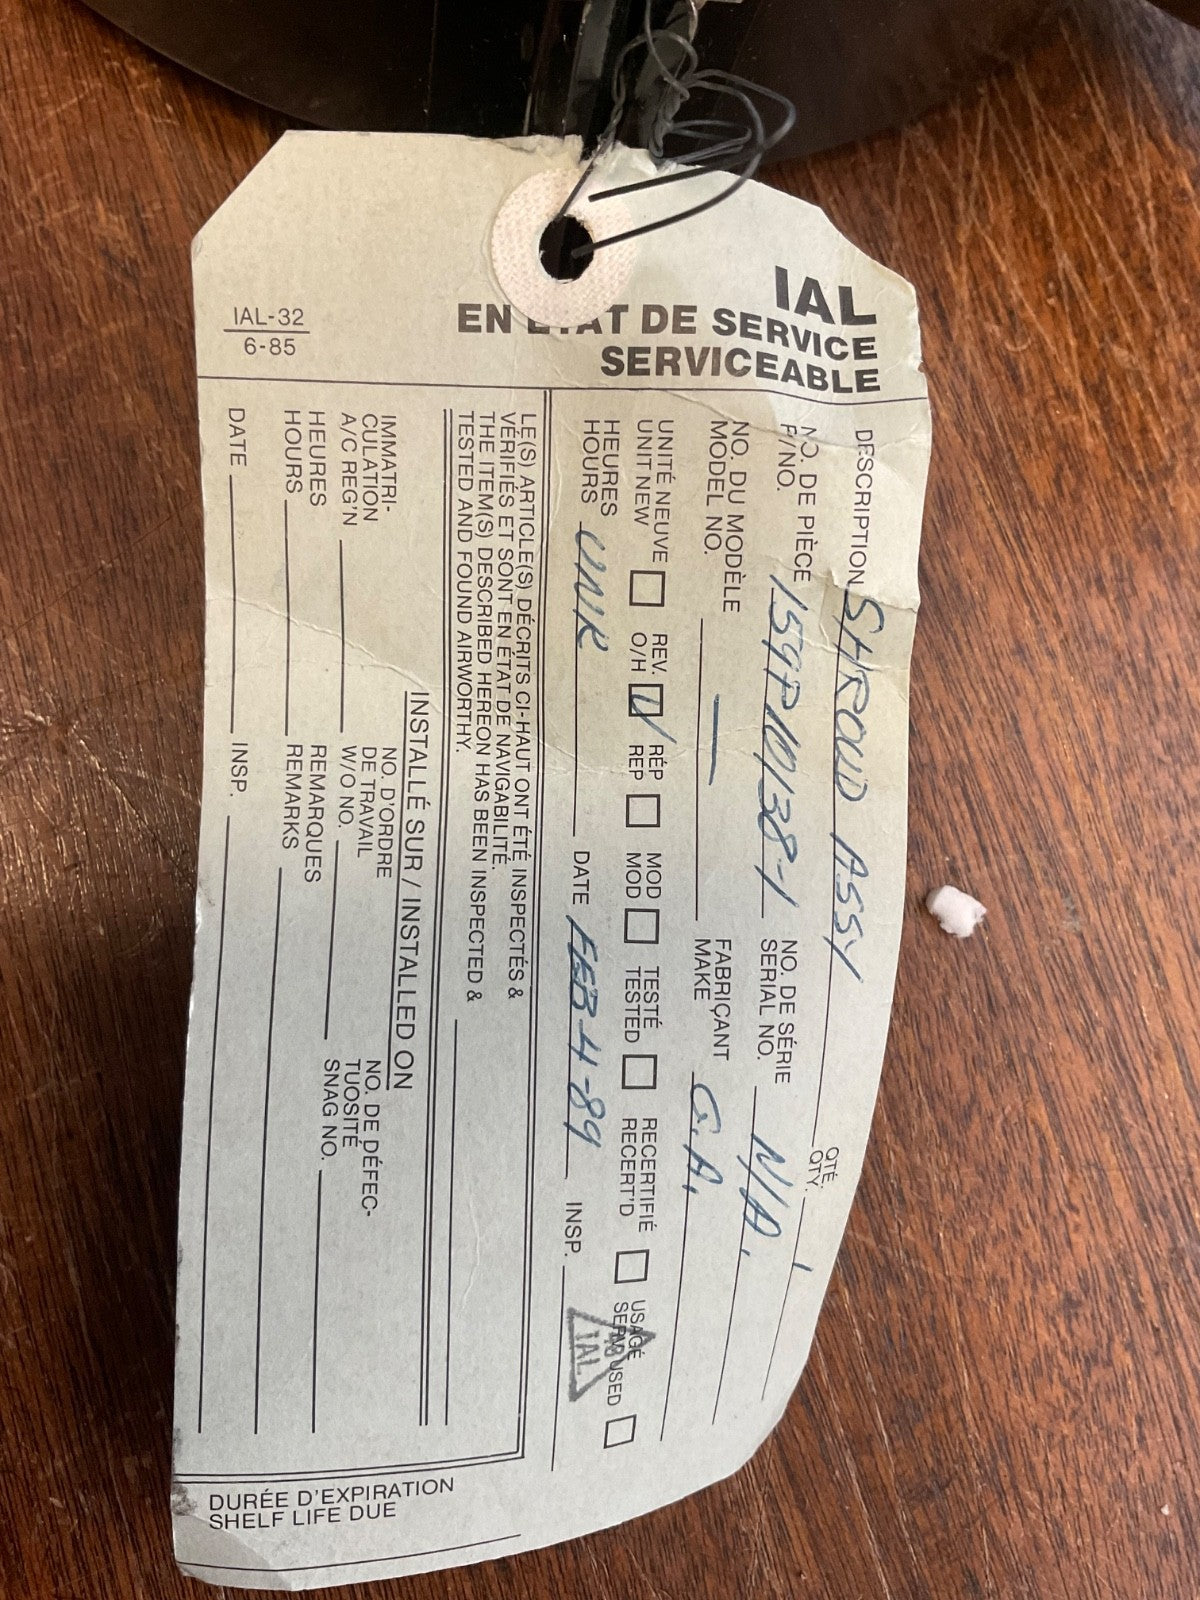 IAL-32
6-85
IAL
EN ETAT DE SERVICE
SERVICEABLE
DESCRIPTION SHROUD ASSY
QTÉ.
QTY. 1
NO. DE PIÈCE
P/NO. 159P10138-1
NO. DE SÉRIE
SERIAL NO. N/A.
NO. DU MODÈLE
MODEL NO. —
FABRIÇANT
MAKE G.A.
UNITÉ NEUVE
UNIT NEW
REV.
O/H
RÉP
REP
MOD
MOD
TESTÉ
TESTED
RECERTIFIÉ
RECERT'D
USAGÉ
USED
HEURES
HOURS UNK
DATE FEB-4-89
INSP.
IAL
LE(S) ARTICLE(S) DÉCRITS CI-HAUT ONT ÉTÉ INSPECTÉS &
VÉRIFIÉS ET SONT EN ÉTAT DE NAVIGABILITÉ.
THE ITEM(S) DESCRIBED HEREON HAS BEEN INSPECTED &
TESTED AND FOUND AIRWORTHY.
INSTALLÉ SUR / INSTALLED ON
IMMATRI-
CULATION
A/C REG'N
NO. D'ORDRE
DE TRAVAIL
W/O NO.
NO. DE DÉFEC-
TUOSITÉ
SNAG NO.
HEURES
HOURS
REMARQUES
REMARKS
DATE
INSP.
DURÉE D'EXPIRATION
SHELF LIFE DUE